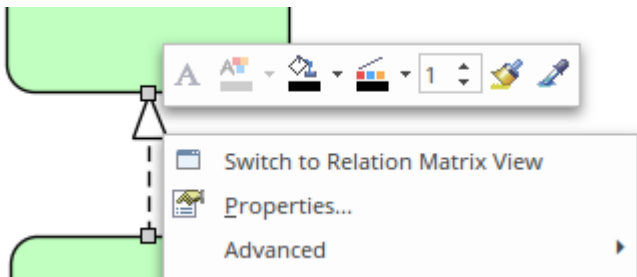 A A 1
Switch to Relation Matrix View
Properties...
Advanced